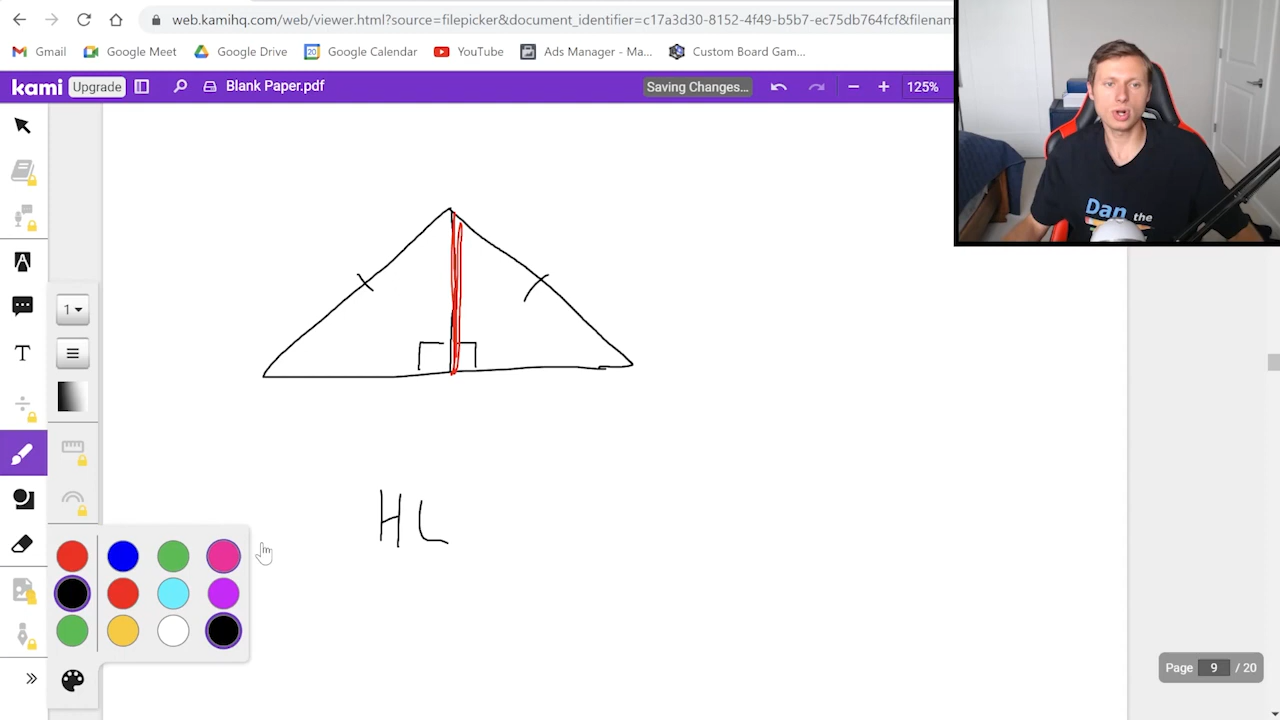 web.kamihq.com/web/viewer.html?source=filepicker&document_identifier=c17a3d30-8152-4f49-b5b7-ec75db764fcf&filenam
Gmail Google Meet Google Drive 20 Google Calendar YouTube Ads Manager - Ma... Custom Board Gam...
kami Upgrade Blank Paper.pdf Saving Changes... 125%
Dan the
A
1
T
HL
Page 9 / 20